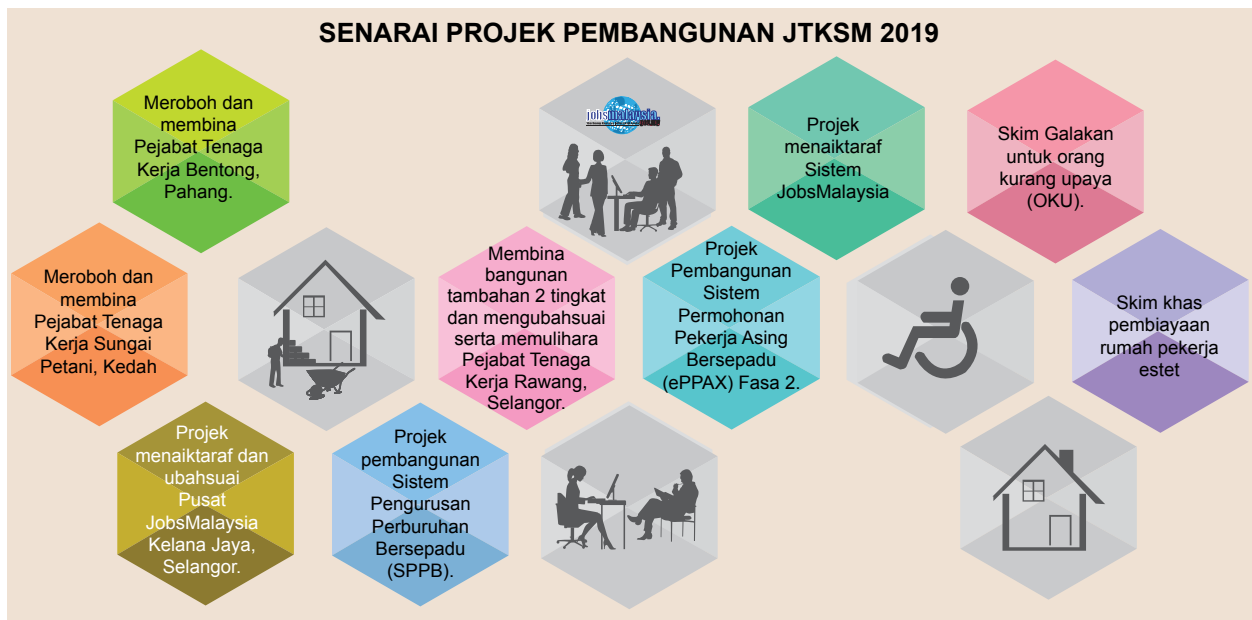 SENARAI PROJEK PEMBANGUNAN JTKSM 2019
Meroboh dan
membina
Pejabat Tenaga
Kerja Bentong,
Pahang.
jobsmalaysia
Projek
menaiktaraf
Sistem
JobsMalaysia
Skim Galakan
untuk orang
kurang upaya
(OKU).
Meroboh dan
membina
Pejabat Tenaga
Kerja Sungai
Petani, Kedah
Membina
bangunan
tambahan 2 tingkat
dan mengubahsuai
serta memulihara
Pejabat Tenaga
Kerja Rawang,
Selangor.
Projek
Pembangunan
Sistem
Permohonan
Pekerja Asing
Bersepadu
(ePPAX) Fasa 2.
Skim khas
pembiayaan
rumah pekerja
estet
Projek
menaiktaraf dan
ubahsuai
Pusat
JobsMalaysia
Kelana Jaya,
Selangor.
Projek
pembangunan
Sistem
Pengurusan
Perburuhan
Bersepadu
(SPPB).